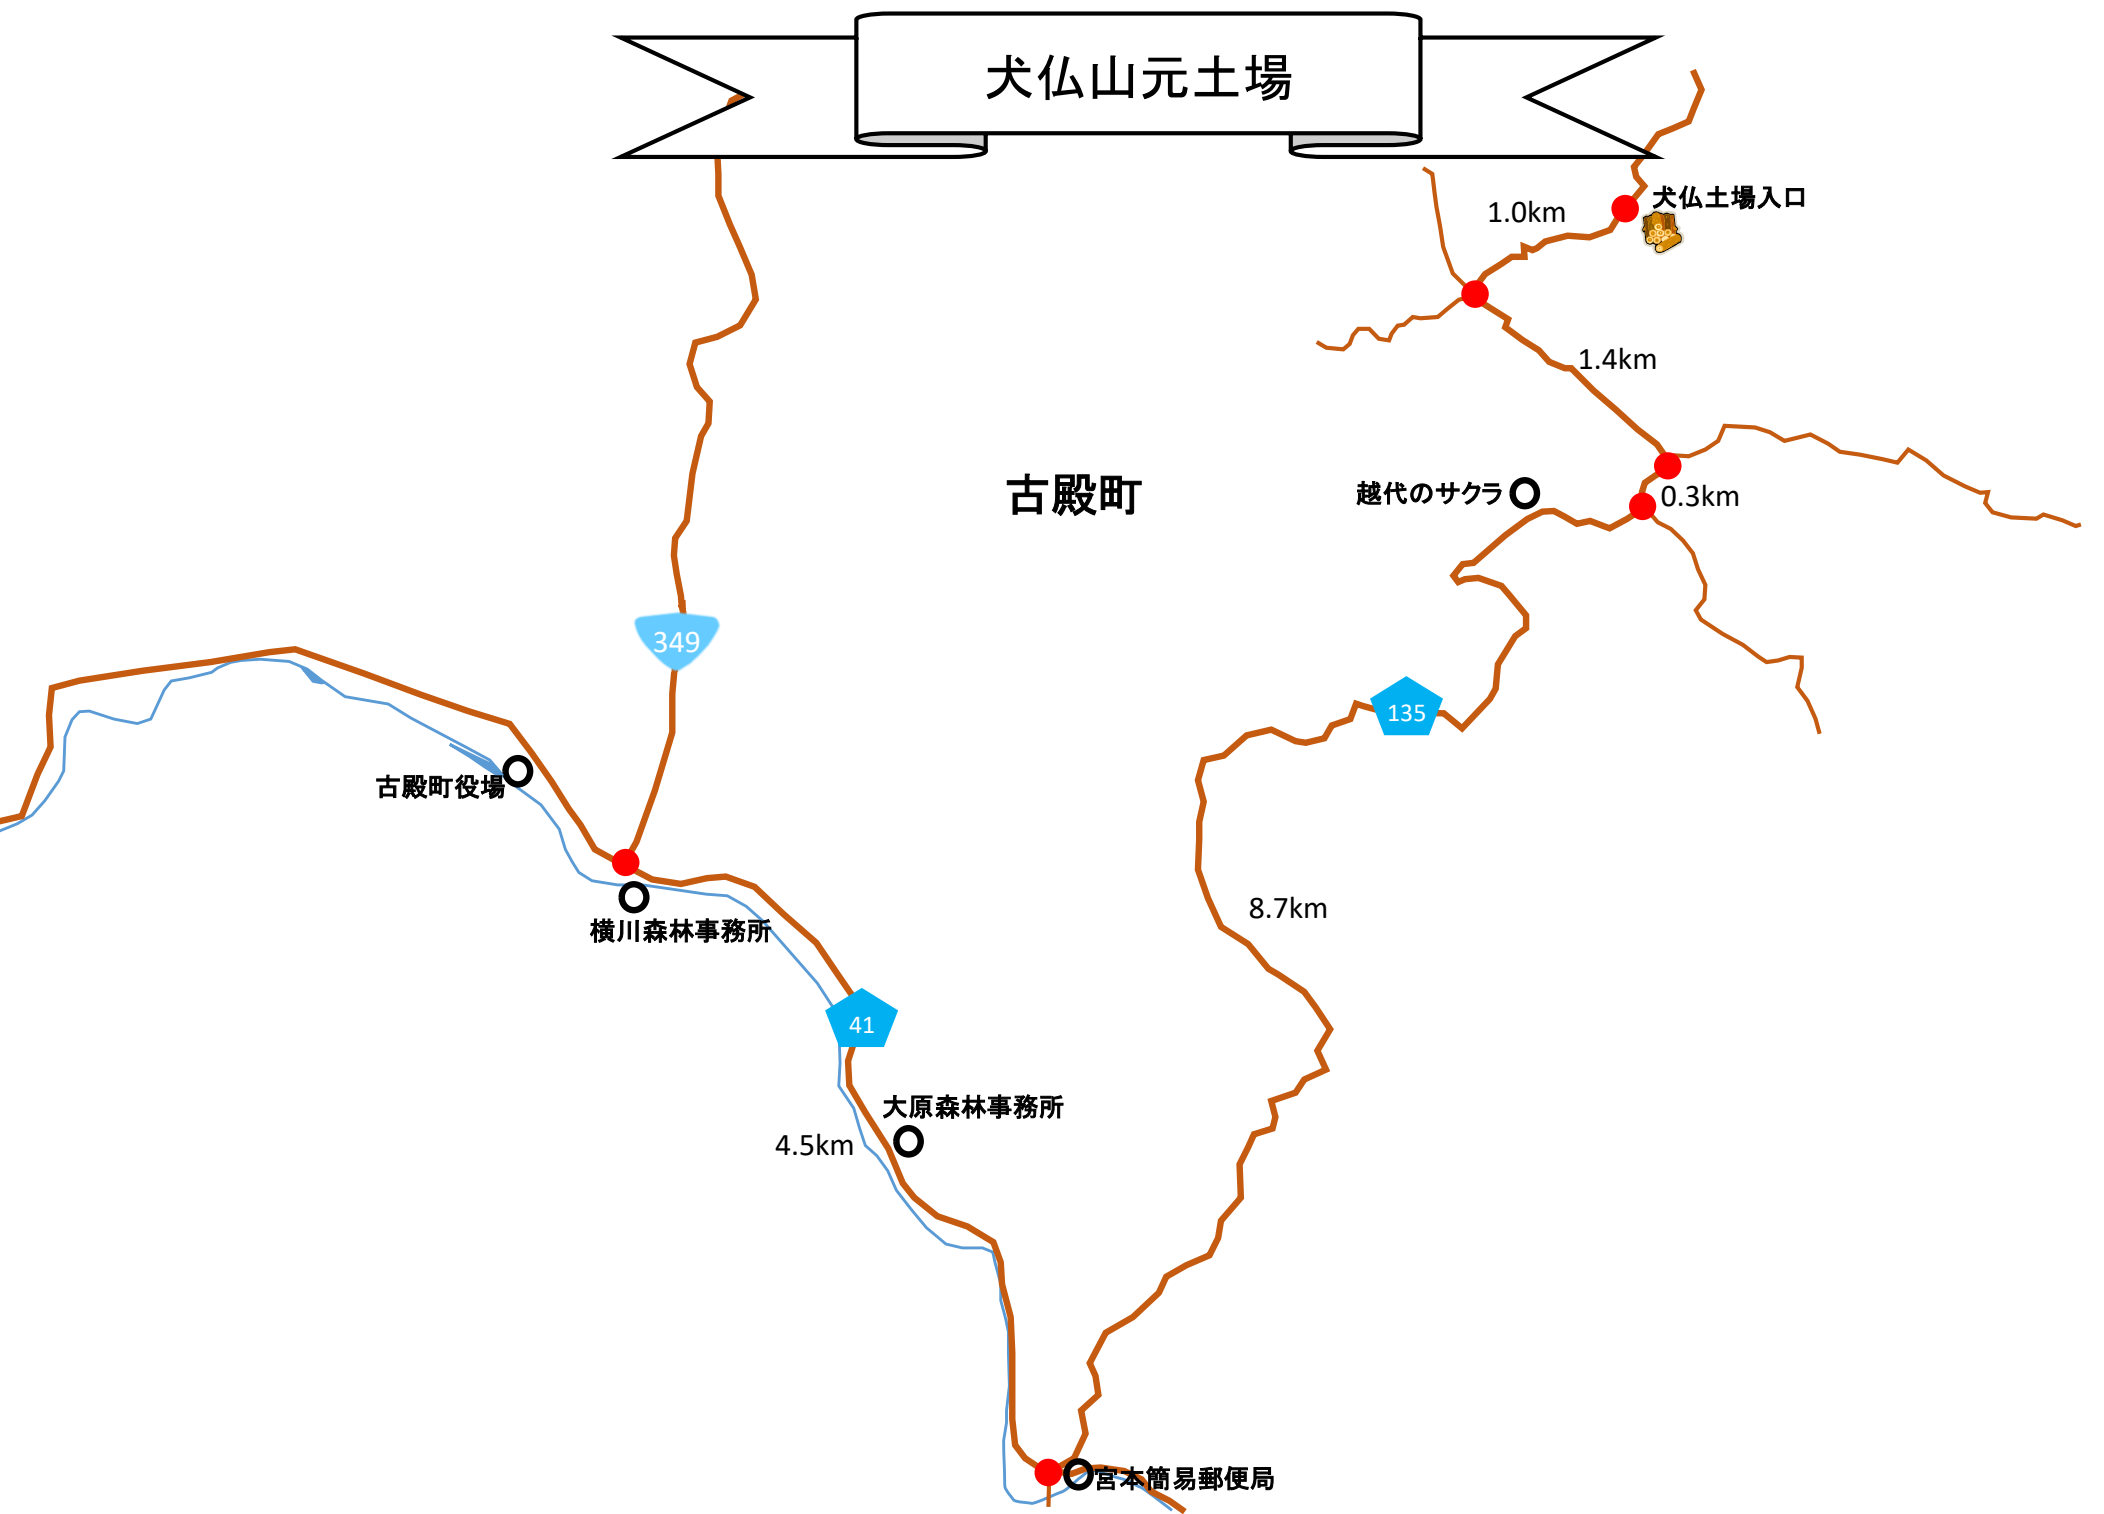 犬仏山元土場
犬仏土場入口
1.0km
1.4km
古殿町
越代のサクラ
0.3km
349
135
古殿町役場
8.7km
横川森林事務所
41
大原森林事務所
4.5km
宮本簡易郵便局